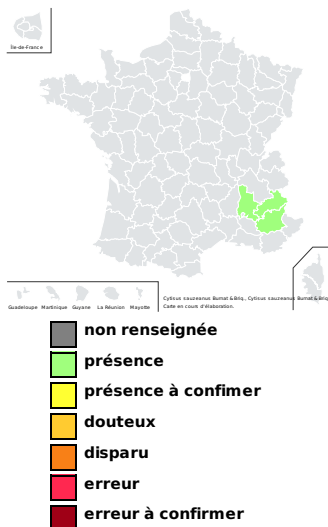 Île-de-France
Guadeloupe Martinique Guyane La Réunion Mayotte
Cytisus sauzeanus Burnat & Briq., Cytisus sauzeanus Burnat & Briq
Carte en cours d'élaboration.
non renseignée
présence
présence à confimer
douteux
disparu
erreur
erreur à confirmer